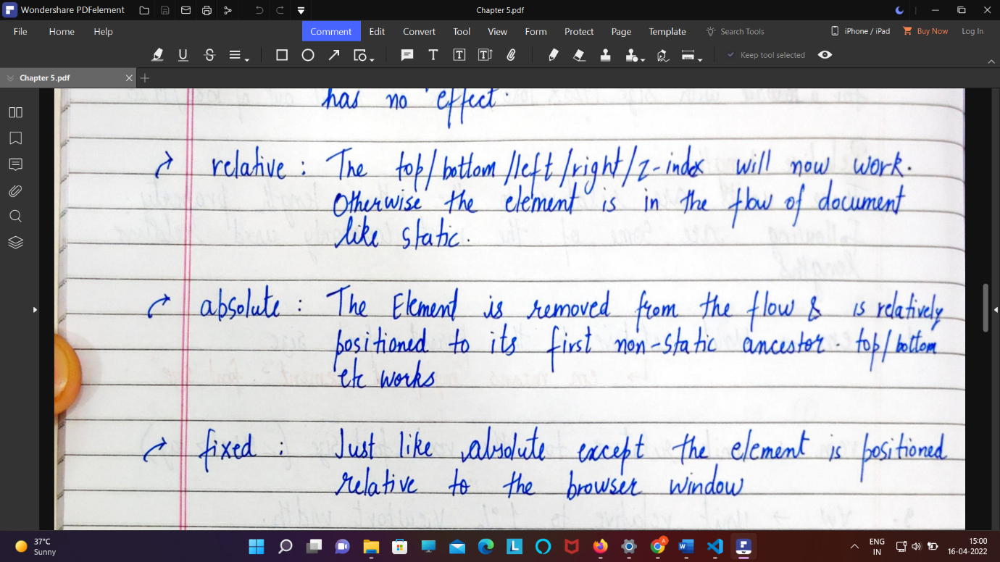 Wondershare PDFelement
Chapter 5.pdf
File Home Help Comment Edit Convert Tool View Form Protect Page Template Search Tools iPhone / iPad Buy Now Log In
Keep tool selected
Chapter 5.pdf
has no effect.
relative : The top/bottom/left/right/z-index will now work.
Otherwise the element is in the flow of document
like static.
absolute : The Element is removed from the flow & is relatively
positioned to its first non-static ancestor. top/bottom
etc works
fixed : Just like absolute except the element is positioned
relative to the browser window
37°C
Sunny
ENG
IN
15:00
16-04-2022